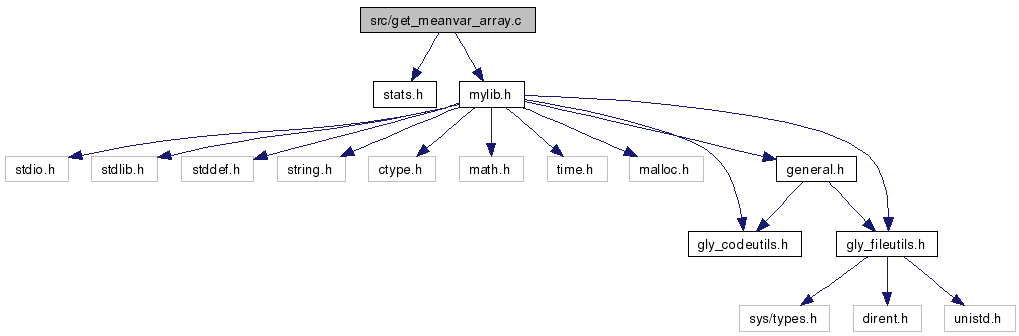 src/get_meanvar_array.c
stats.h
mylib.h
stdio.h
stdlib.h
stddef.h
string.h
ctype.h
math.h
time.h
malloc.h
general.h
gly_codeutils.h
gly_fileutils.h
sys/types.h
dirent.h
unistd.h